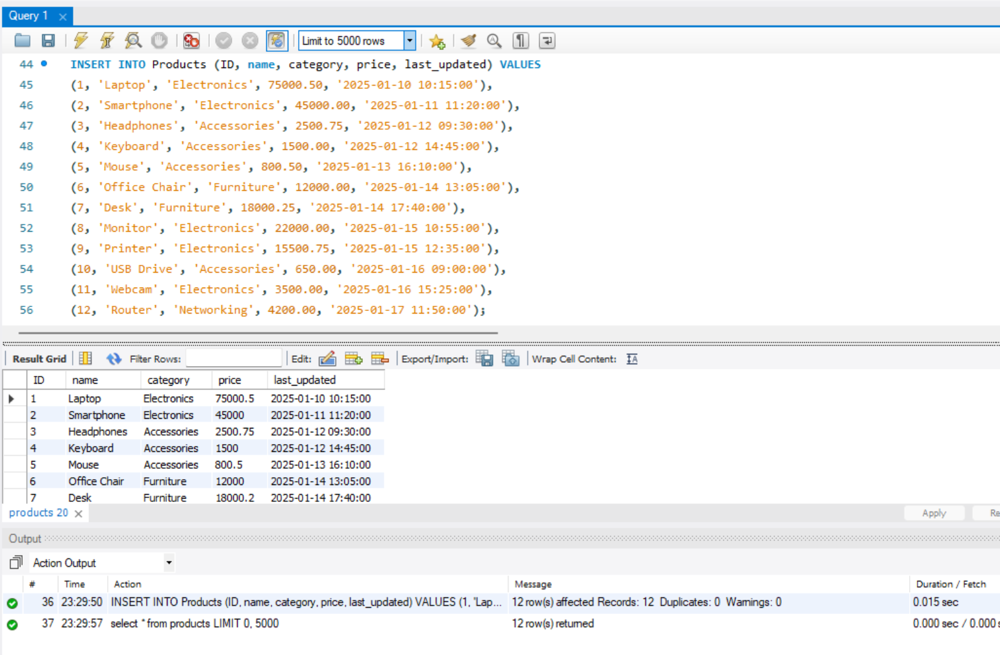 Query 1
Limit to 5000 rows
44 INSERT INTO Products (ID, name, category, price, last_updated) VALUES
45 (1, 'Laptop', 'Electronics', 75000.50, '2025-01-10 10:15:00'),
46 (2, 'Smartphone', 'Electronics', 45000.00, '2025-01-11 11:20:00'),
47 (3, 'Headphones', 'Accessories', 2500.75, '2025-01-12 09:30:00'),
48 (4, 'Keyboard', 'Accessories', 1500.00, '2025-01-12 14:45:00'),
49 (5, 'Mouse', 'Accessories', 800.50, '2025-01-13 16:10:00'),
50 (6, 'Office Chair', 'Furniture', 12000.00, '2025-01-14 13:05:00'),
51 (7, 'Desk', 'Furniture', 18000.25, '2025-01-14 17:40:00'),
52 (8, 'Monitor', 'Electronics', 22000.00, '2025-01-15 10:55:00'),
53 (9, 'Printer', 'Electronics', 15500.75, '2025-01-15 12:35:00'),
54 (10, 'USB Drive', 'Accessories', 650.00, '2025-01-16 09:00:00'),
55 (11, 'Webcam', 'Electronics', 3500.00, '2025-01-16 15:25:00'),
56 (12, 'Router', 'Networking', 4200.00, '2025-01-17 11:50:00');
Result Grid Filter Rows: Edit: Export/Import: Wrap Cell Content:
ID name category price last_updated
1 Laptop Electronics 75000.5 2025-01-10 10:15:00
2 Smartphone Electronics 45000 2025-01-11 11:20:00
3 Headphones Accessories 2500.75 2025-01-12 09:30:00
4 Keyboard Accessories 1500 2025-01-12 14:45:00
5 Mouse Accessories 800.5 2025-01-13 16:10:00
6 Office Chair Furniture 12000 2025-01-14 13:05:00
7 Desk Furniture 18000.2 2025-01-14 17:40:00
products 20
Apply Re
Output
Action Output
# Time Action Message Duration / Fetch
36 23:29:50 INSERT INTO Products (ID, name, category, price, last_updated) VALUES (1, 'Lap... 12 row(s) affected Records: 12 Duplicates: 0 Warnings: 0 0.015 sec
37 23:29:57 select * from products LIMIT 0, 5000 12 row(s) returned 0.000 sec / 0.000 s